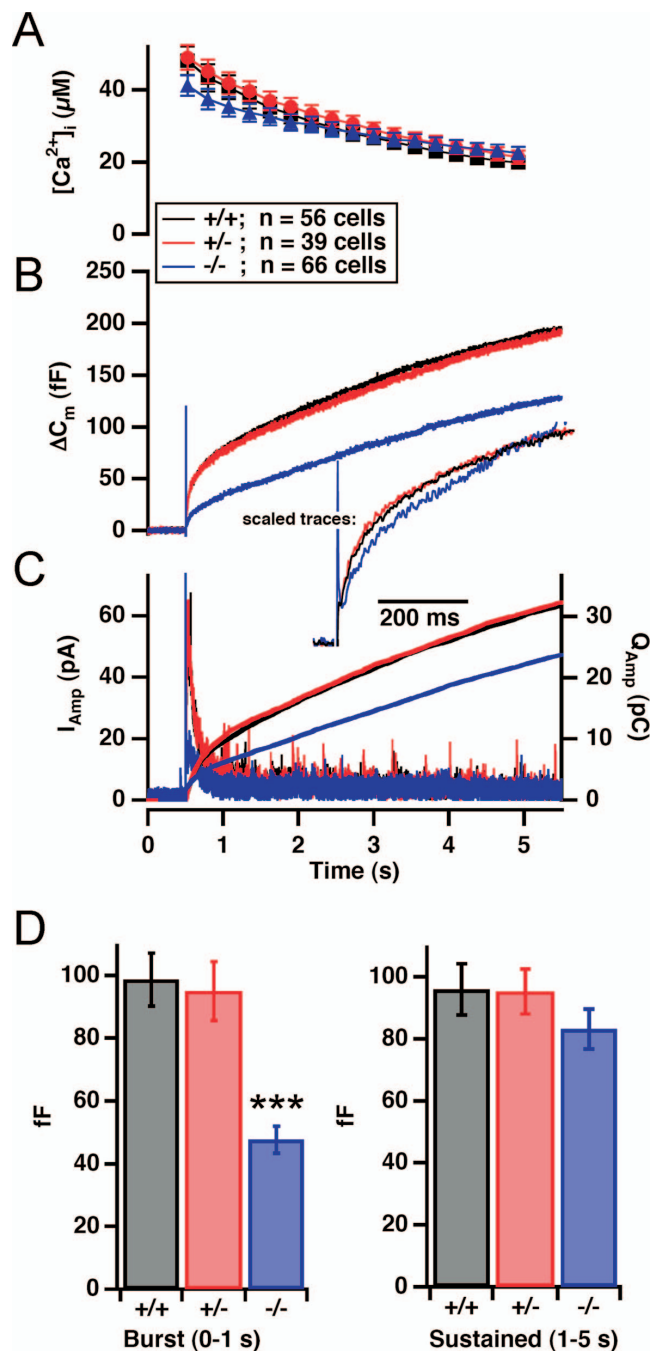 A
[Ca2+]i (µM)
40
20
0
+/+; n = 56 cells
+/-; n = 39 cells
-/- ; n = 66 cells
B
ΔCm (fF)
250
200
150
100
50
0
scaled traces:
200 ms
C
IAmp (pA)
60
40
20
0
QAmp (pC)
30
20
10
0
0 1 2 3 4 5
Time (s)
D
fF
100
80
60
40
20
0
***
+/+ +/- -/-
Burst (0-1 s)
fF
100
80
60
40
20
0
+/+ +/- -/-
Sustained (1-5 s)